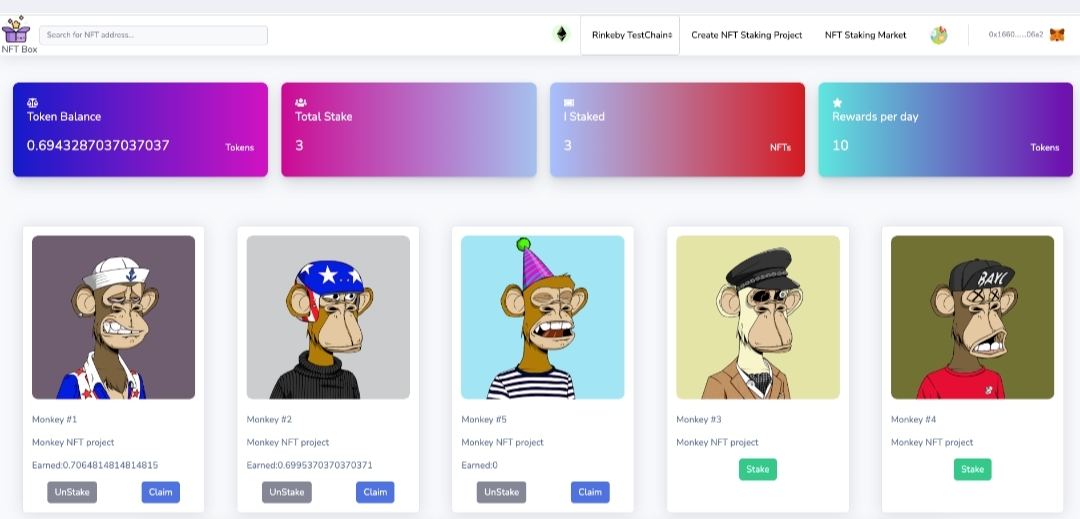 Search for NFT address...
Rinkeby TestChain
Create NFT Staking Project
NFT Staking Market
0x1660.....06a2
NFT Box
Token Balance
0.6943287037037037
Tokens
Total Stake
3
I Staked
3
NFTs
Rewards per day
10
Tokens
BAYC
Monkey #1
Monkey NFT project
Earned:0.7064814814814815
UnStake
Claim
Monkey #2
Monkey NFT project
Earned:0.6995370370370371
UnStake
Claim
Monkey #5
Monkey NFT project
Earned:0
UnStake
Claim
Monkey #3
Monkey NFT project
Stake
Monkey #4
Monkey NFT project
Stake